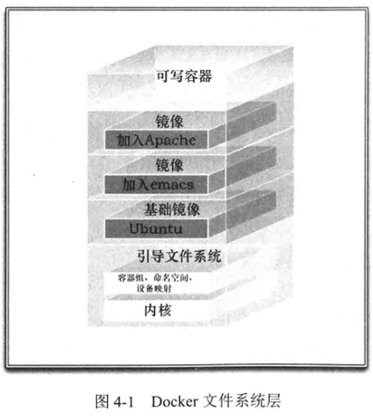 可写容器
镜像
加入Apache
镜像
加入emacs
基础镜像
Ubuntu
引导文件系统
容器组、命名空间、
设备映射
内核
图 4-1 Docker 文件系统层